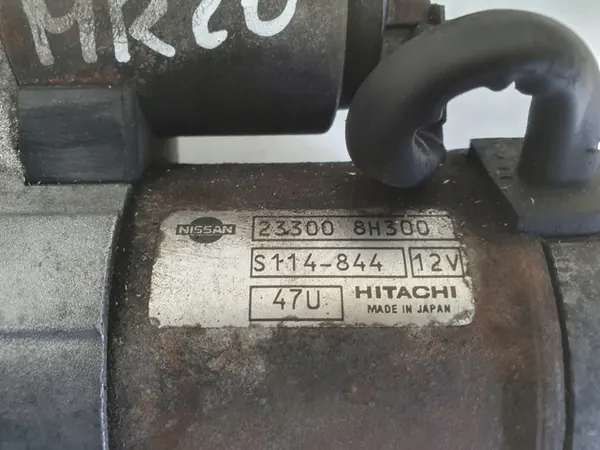 MR20
NISSAN 23300 8H300
S114-844 12V
47U HITACHI
MADE IN JAPAN